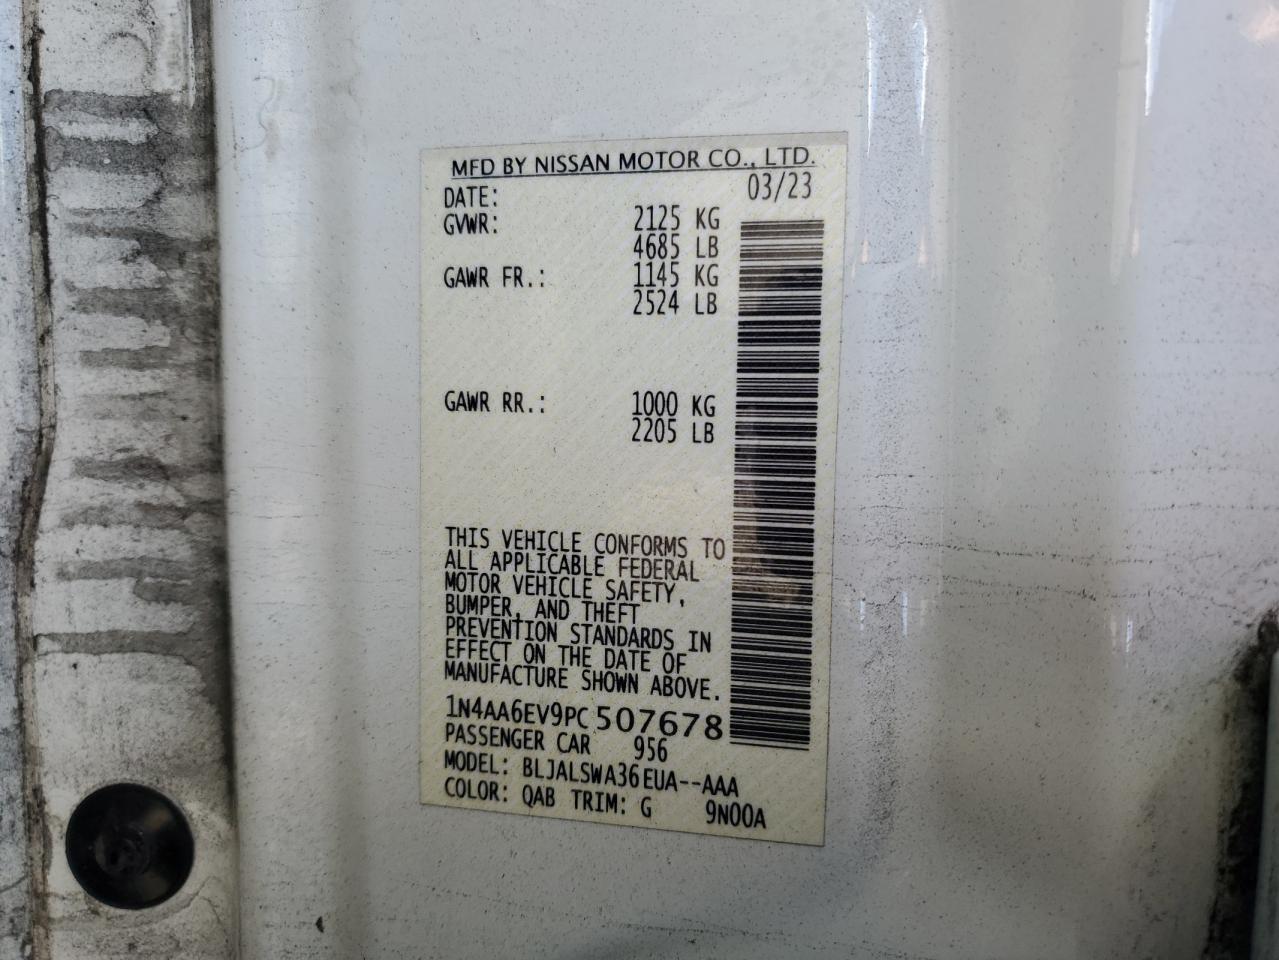 MFD BY NISSAN MOTOR CO., LTD.
DATE: 03/23
GVWR: 2125 KG
4685 LB
GAWR FR.: 1145 KG
2524 LB
GAWR RR.: 1000 KG
2205 LB
THIS VEHICLE CONFORMS TO
ALL APPLICABLE FEDERAL
MOTOR VEHICLE SAFETY,
BUMPER, AND THEFT
PREVENTION STANDARDS IN
EFFECT ON THE DATE OF
MANUFACTURE SHOWN ABOVE.
1N4AA6EV9PC507678
PASSENGER CAR 956
MODEL: BLJALSWA36EUA--AAA
COLOR: QAB TRIM: G 9N00A